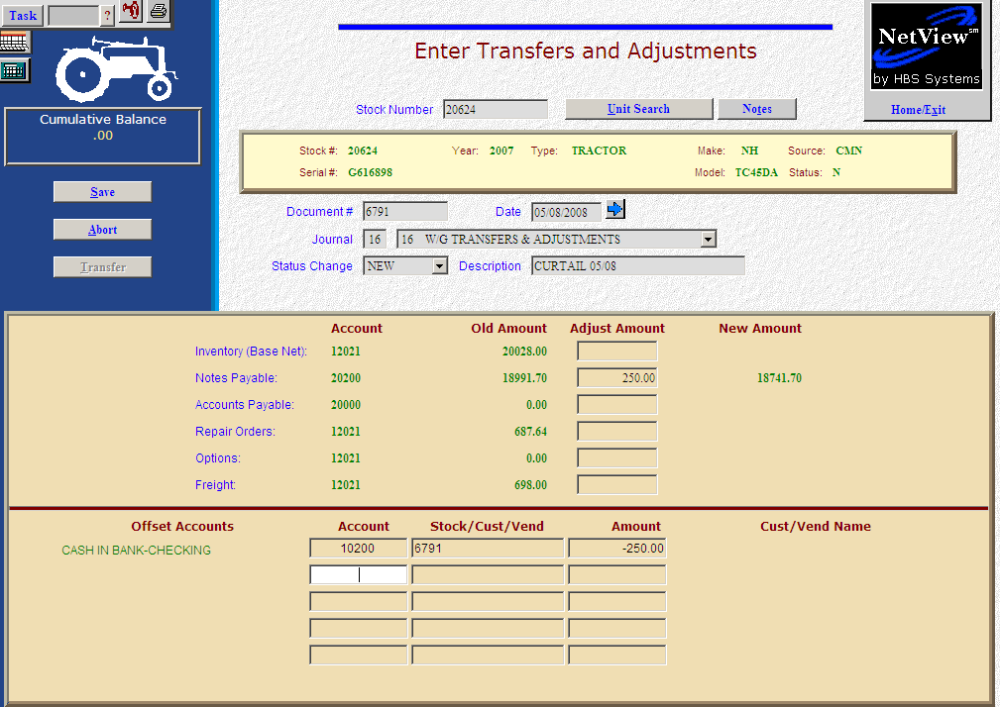 Task ?
Enter Transfers and Adjustments
NetView℠
by HBS Systems
Home/Exit
Cumulative Balance
.00
Stock Number 20624 Unit Search Notes
Stock #: 20624 Year: 2007 Type: TRACTOR Make: NH Source: CMN
Serial #: G616898 Model: TC45DA Status: N
Save
Abort
Transfer
Document # 6791 Date 05/08/2008
Journal 16 16 W/G TRANSFERS & ADJUSTMENTS
Status Change NEW Description CURTAIL 05/08
Account Old Amount Adjust Amount New Amount
Inventory (Base Net): 12021 20028.00
Notes Payable: 20200 18991.70 250.00 18741.70
Accounts Payable: 20000 0.00
Repair Orders: 12021 687.64
Options: 12021 0.00
Freight: 12021 698.00
Offset Accounts Account Stock/Cust/Vend Amount Cust/Vend Name
CASH IN BANK-CHECKING 10200 6791 -250.00